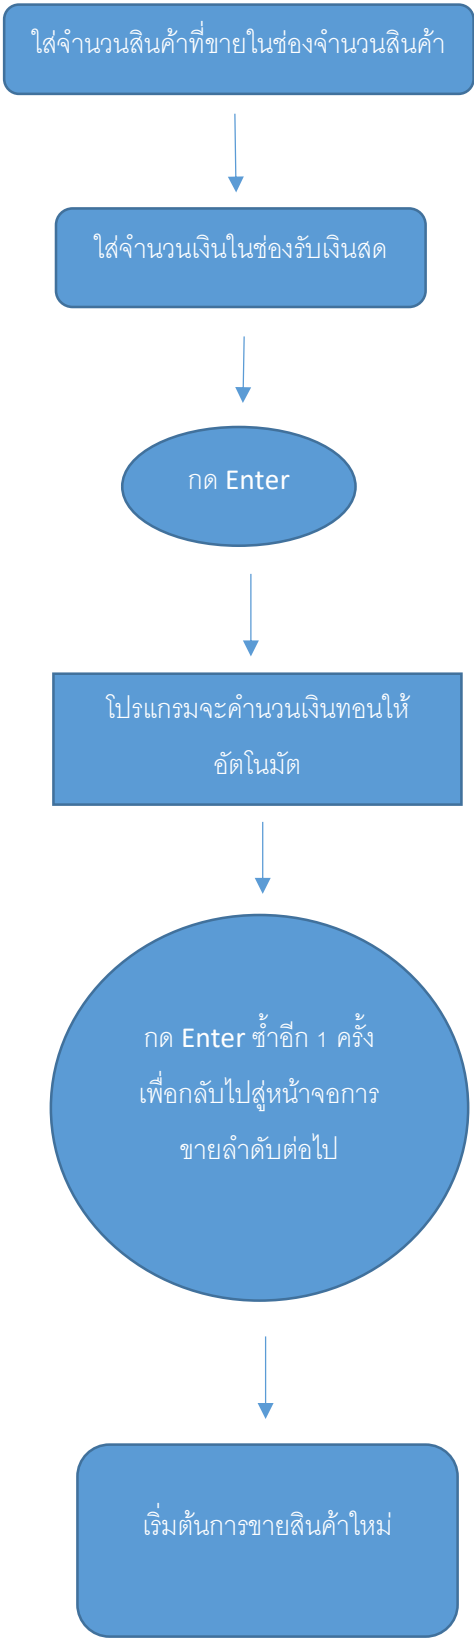 ใส่จำนวนสินค้าที่ขายในช่องจำนวนสินค้า
ใส่จำนวนเงินในช่องรับเงินสด
กด Enter
โปรแกรมจะคำนวนเงินทอนให้
อัตโนมัต
กด Enter ซ้ำอีก 1 ครั้ง
เพื่อกลับไปสู่หน้าจอการ
ขายลำดับต่อไป
เริ่มต้นการขายสินค้าใหม่